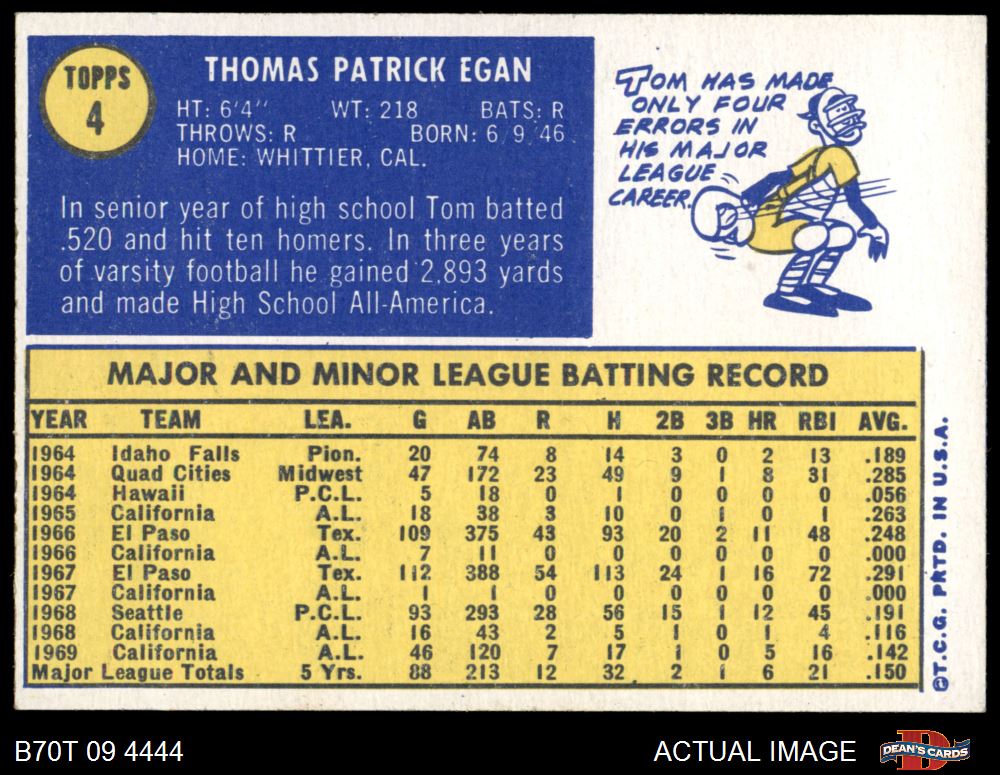 TOPPS
4
THOMAS PATRICK EGAN
HT: 6'4" WT: 218 BATS: R
THROWS: R BORN: 6 9 '46
HOME: WHITTIER, CAL.
In senior year of high school Tom batted
.520 and hit ten homers. In three years
of varsity football he gained 2,893 yards
and made High School All-America.
TOM HAS MADE
ONLY FOUR
ERRORS IN
HIS MAJOR
LEAGUE
CAREER.
MAJOR AND MINOR LEAGUE BATTING RECORD
YEAR TEAM LEA. G AB R H 2B 3B HR RBI AVG.
1964 Idaho Falls Pion. 20 74 8 14 3 0 2 13 .189
1964 Quad Cities Midwest 47 172 23 49 9 1 8 31 .285
1964 Hawaii P.C.L. 5 18 0 1 0 0 0 0 .056
1965 California A.L. 18 38 3 10 0 1 0 1 .263
1966 El Paso Tex. 109 375 43 93 20 2 11 48 .248
1966 California A.L. 7 11 0 0 0 0 0 0 .000
1967 El Paso Tex. 112 388 54 113 24 1 16 72 .291
1967 California A.L. 1 1 0 0 0 0 0 0 .000
1968 Seattle P.C.L. 93 293 28 56 15 1 12 45 .191
1968 California A.L. 16 43 2 5 1 0 1 4 .116
1969 California A.L. 46 120 7 17 1 0 5 16 .142
Major League Totals 5 Yrs. 88 213 12 32 2 1 6 21 .150
©T.C.G. PRTD. IN U.S.A.
B70T 09 4444
ACTUAL IMAGE
D
DEAN'S CARDS